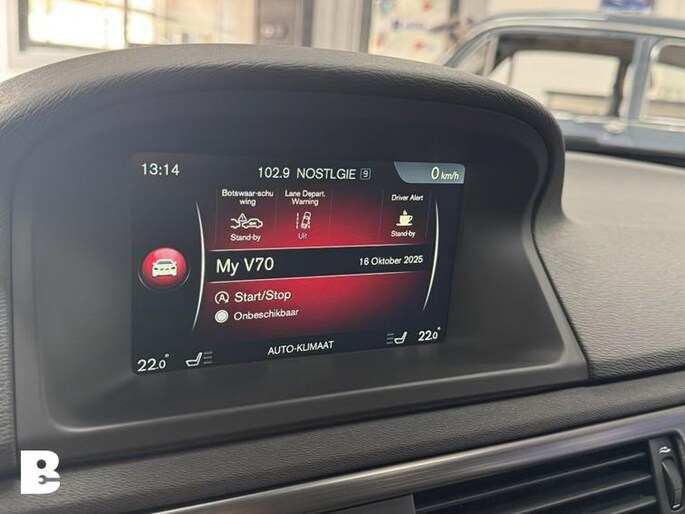 13:14
102.9 NOSTLGIE 9
0 km/h
Botswaar-schu
wing
Stand-by
Lane Depart.
Warning
Uit
Driver Alert
Stand-by
My V70
16 Oktober 2025
A Start/Stop
Onbeschikbaar
22.0°
AUTO-KLIMAAT
22.0°
B